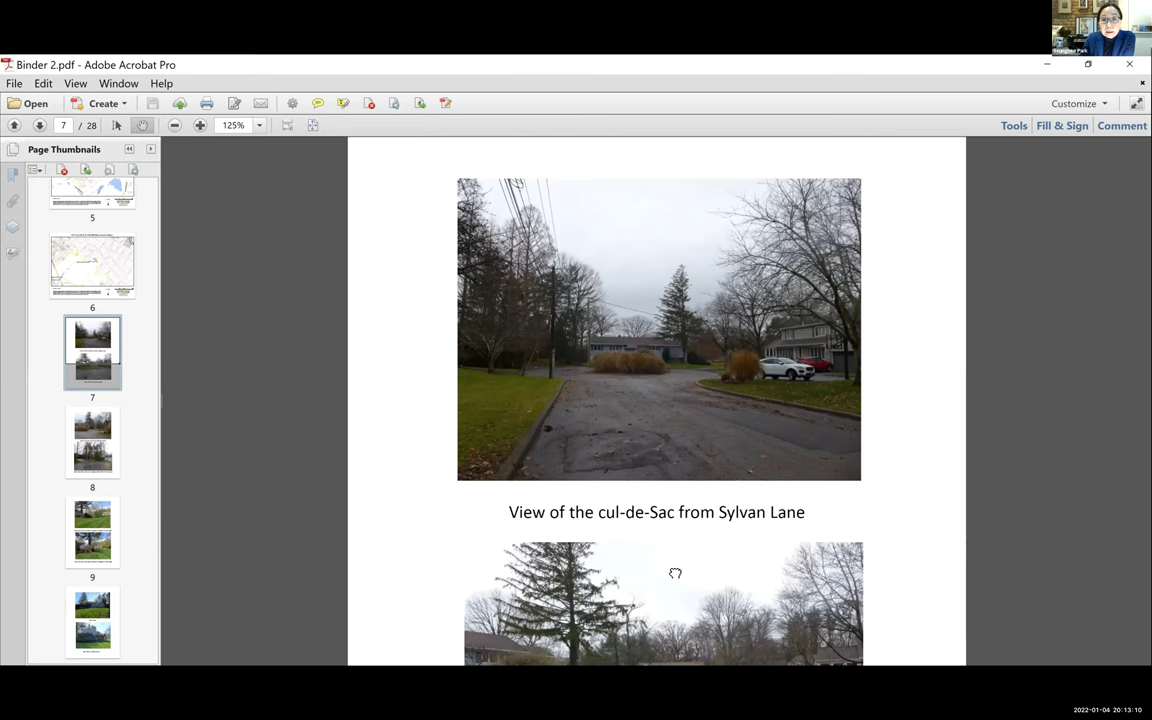 Binder 2.pdf - Adobe Acrobat Pro
File Edit View Window Help
Open Create Customize
7 / 28 125% Tools Fill & Sign Comment
Page Thumbnails
5
6
7
8
9
View of the cul-de-Sac from Sylvan Lane
2022-01-04 20:13:10